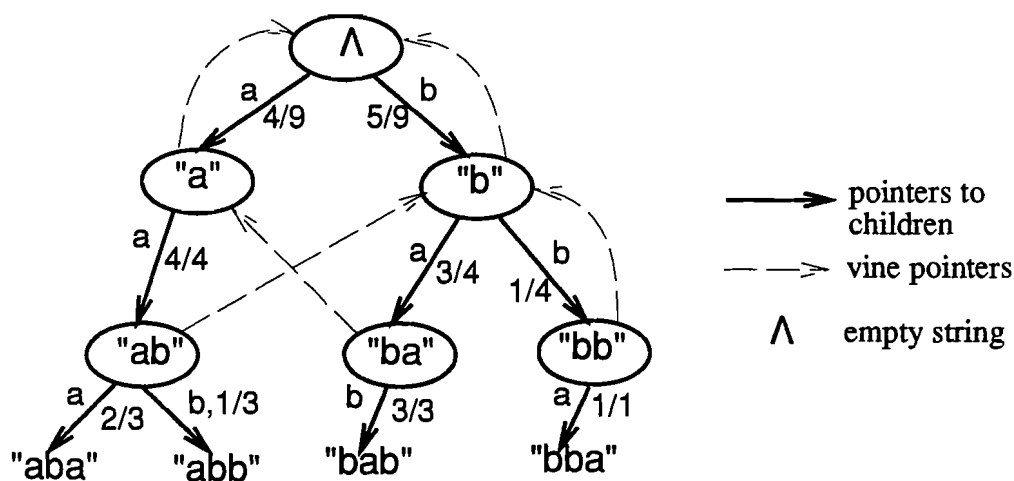 Λ
a
4/9
b
5/9
"a"
"b"
pointers to
children
a
4/4
a
3/4
b
1/4
vine pointers
"ab"
"ba"
"bb"
Λ
empty string
a
2/3
b,1/3
b
3/3
a
1/1
"aba"
"abb"
"bab"
"bba"